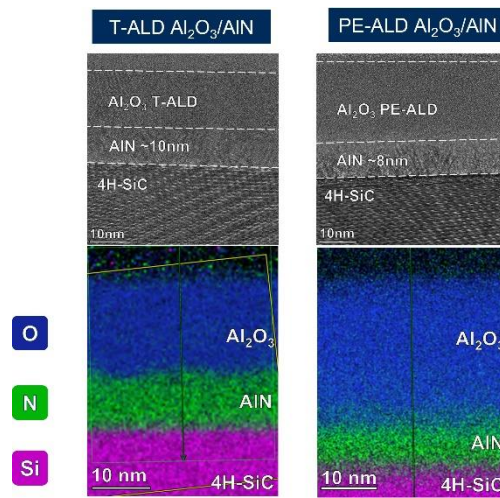 T-ALD Al₂O₃/AlN
PE-ALD Al₂O₃/AlN
Al₂O₃ T-ALD
AlN ~10nm
4H-SiC
10nm
Al₂O₃ PE-ALD
AlN ~8nm
4H-SiC
10nm
O
N
Si
Al₂O₃
AlN
10 nm
4H-SiC
Al₂O₃
AlN
10 nm
4H-SiC